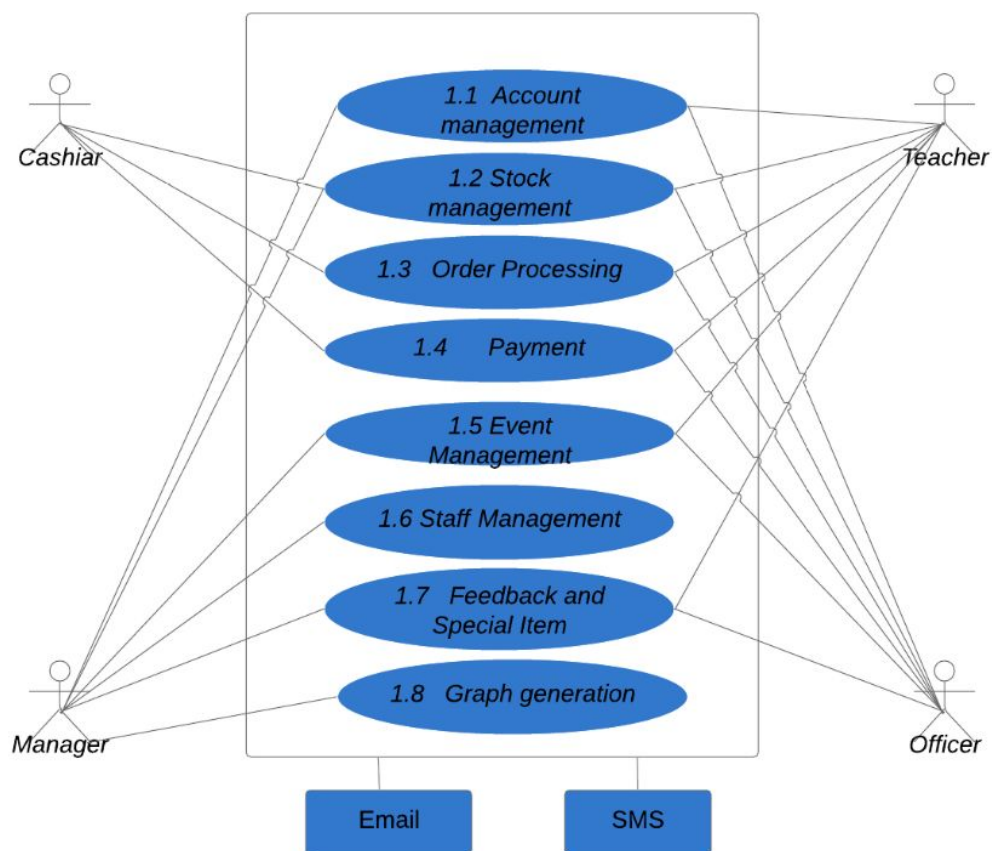 1.1 Account
management
Cashiar
Teacher
1.2 Stock
management
1.3 Order Processing
1.4 Payment
1.5 Event
Management
1.6 Staff Management
1.7 Feedback and
Special Item
1.8 Graph generation
Manager
Officer
Email
SMS